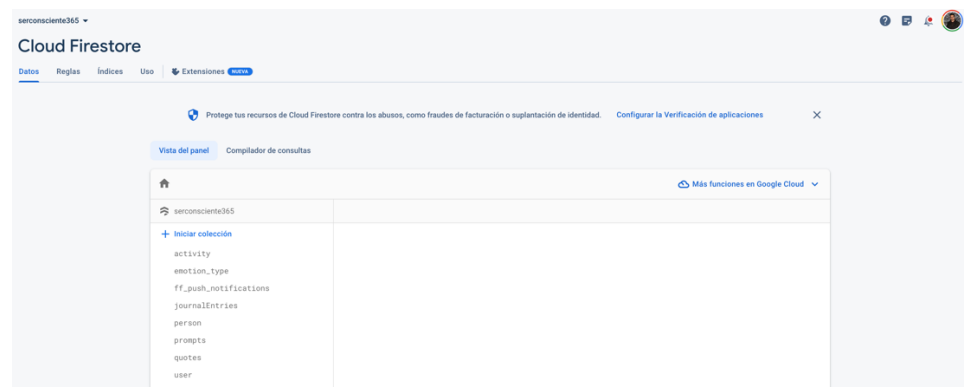 serconsciente365
Cloud Firestore
Datos Reglas Índices Uso Extensiones NUEVA
Protege tus recursos de Cloud Firestore contra los abusos, como fraudes de facturación o suplantación de identidad. Configurar la Verificación de aplicaciones
Vista del panel Compilador de consultas
Más funciones en Google Cloud
serconsciente365
+ Iniciar colección
activity
emotion_type
ff_push_notifications
journalEntries
person
prompts
quotes
user